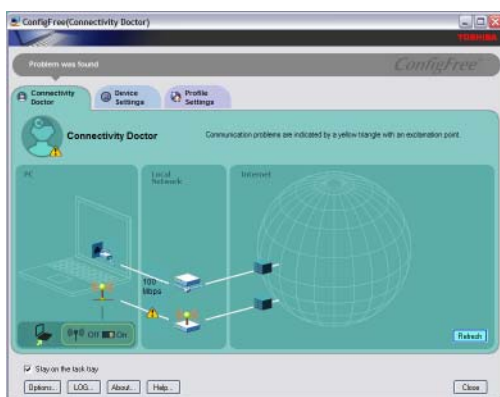 ConfigFree(Connectivity Doctor)
TOSHIBA
Problem was found
ConfigFree
Connectivity Doctor
Device Settings
Profile Settings
Connectivity Doctor
Communication problems are indicated by a yellow triangle with an exclamation point.
PC
Local Network
Internet
100 Mbps
Off On
Refresh
Stay on the task tray
Options...
LOG...
About...
Help...
Close